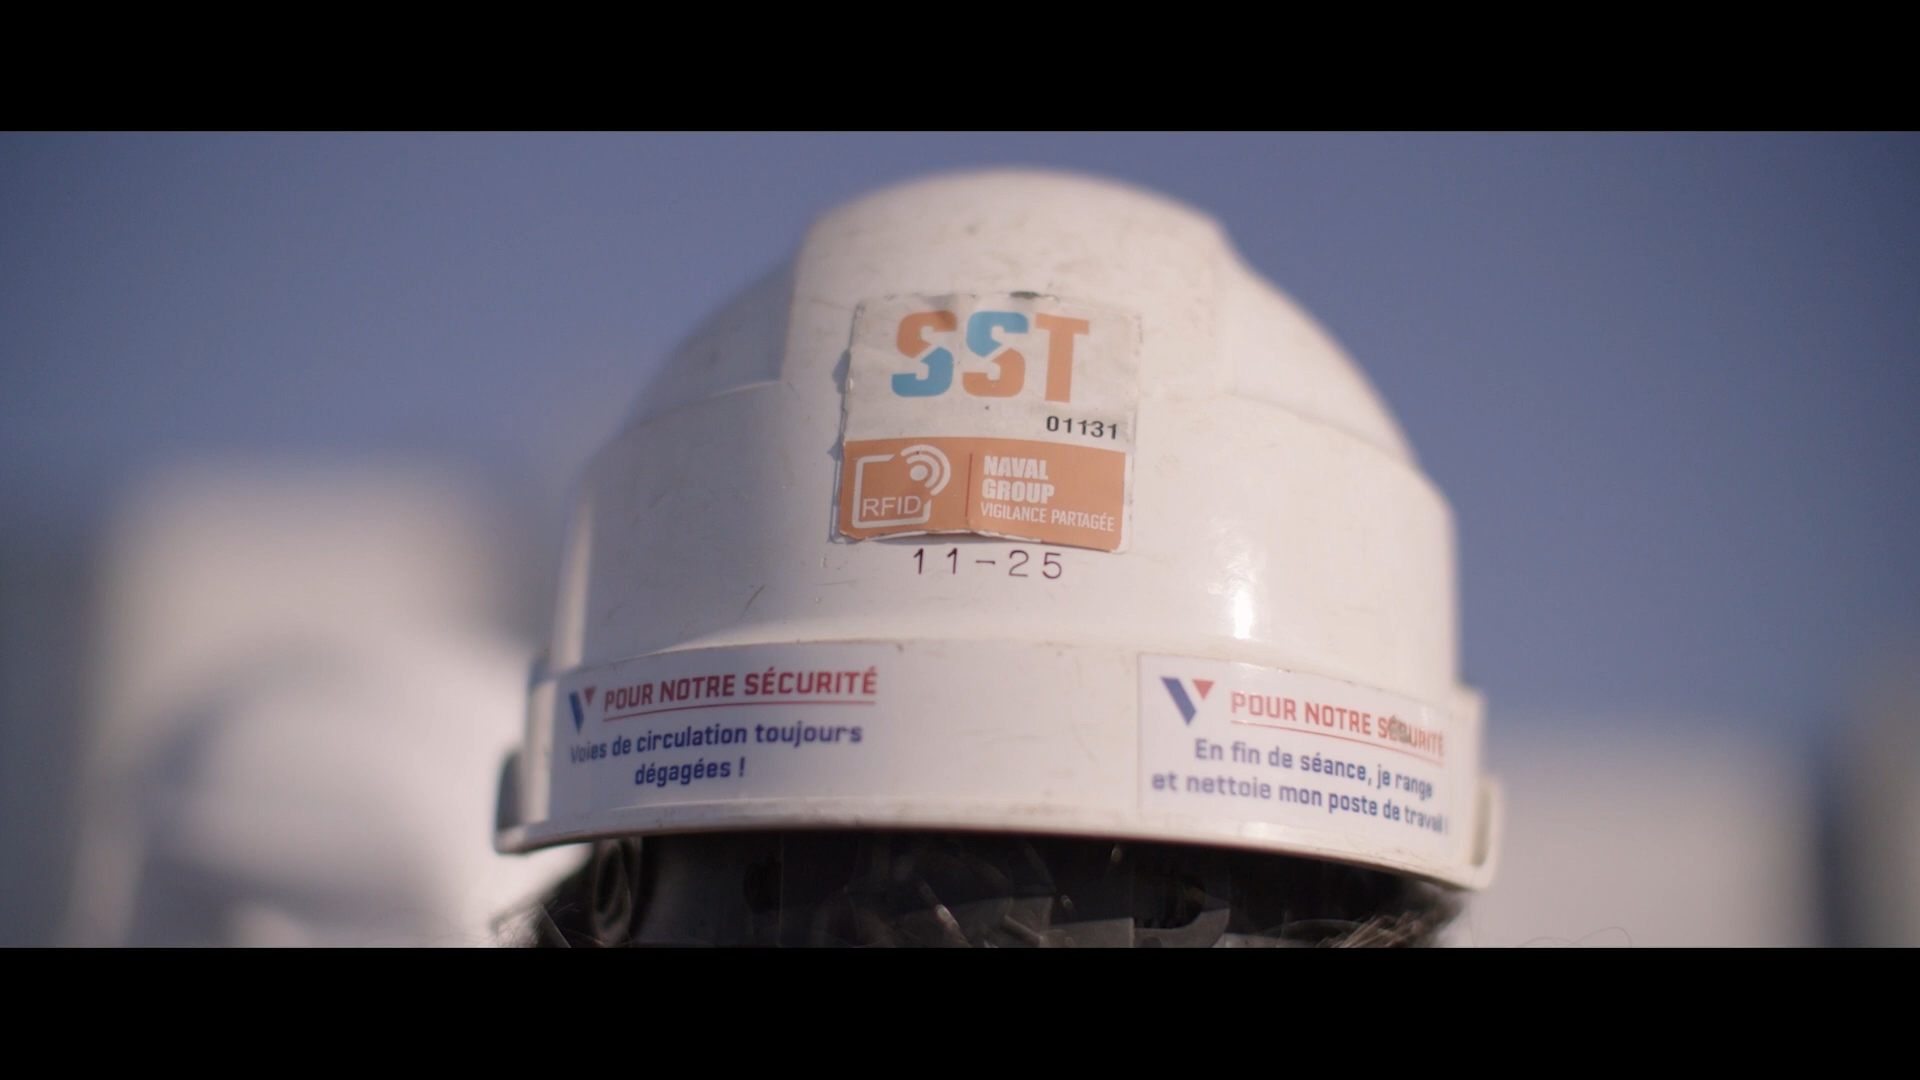 SST
01131
RFID
NAVAL
GROUP
VIGILANCE PARTAGÉE
11-25
POUR NOTRE SÉCURITÉ
Voies de circulation toujours
dégagées !
POUR NOTRE SÉCURITÉ
En fin de séance, je range
et nettoie mon poste de travail !